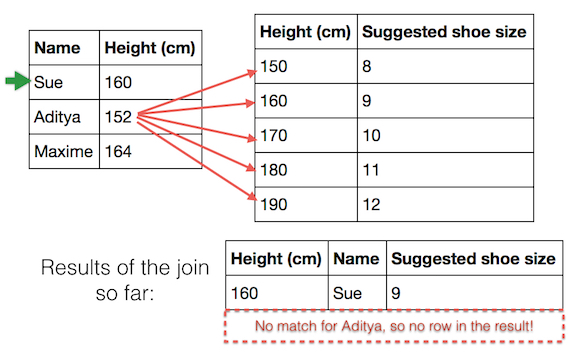 Name Height (cm)
Sue 160
Aditya 152
Maxime 164
Height (cm) Suggested shoe size
150 8
160 9
170 10
180 11
190 12
Results of the join
so far:
Height (cm) Name Suggested shoe size
160 Sue 9
No match for Aditya, so no row in the result!